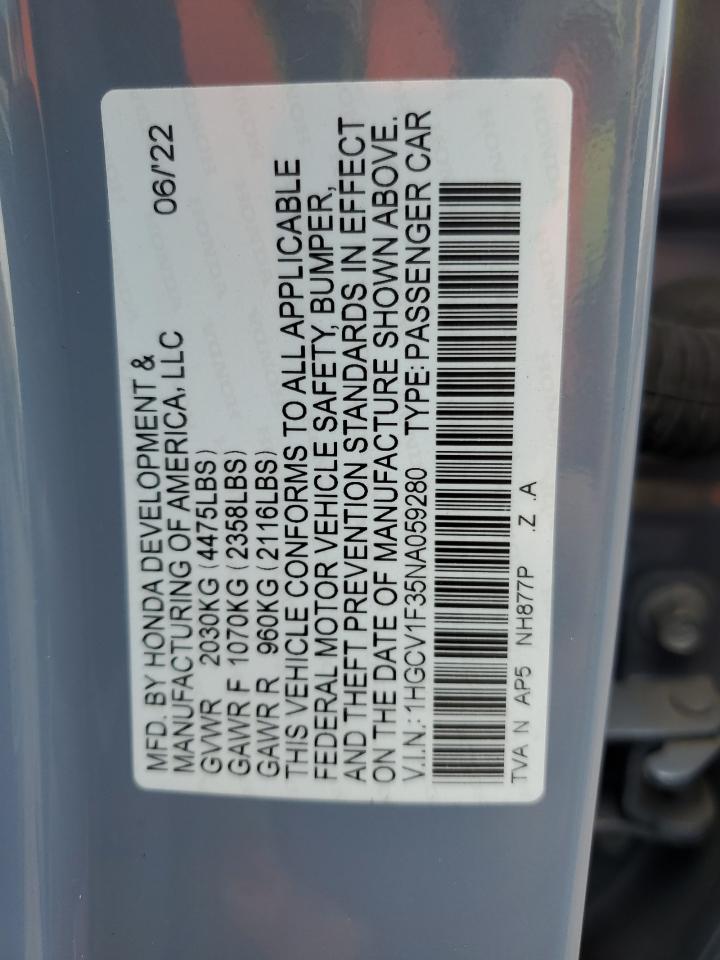 MFD. BY HONDA DEVELOPMENT & 06/'22
MANUFACTURING OF AMERICA, LLC
GVWR 2030KG (4475LBS)
GAWR F 1070KG (2358LBS)
GAWR R 960KG (2116LBS)
THIS VEHICLE CONFORMS TO ALL APPLICABLE
FEDERAL MOTOR VEHICLE SAFETY, BUMPER,
AND THEFT PREVENTION STANDARDS IN EFFECT
ON THE DATE OF MANUFACTURE SHOWN ABOVE.
V.I.N.: 1HGCV1F35NA059280 TYPE: PASSENGER CAR
TVA N AP5 NH877P .Z .A